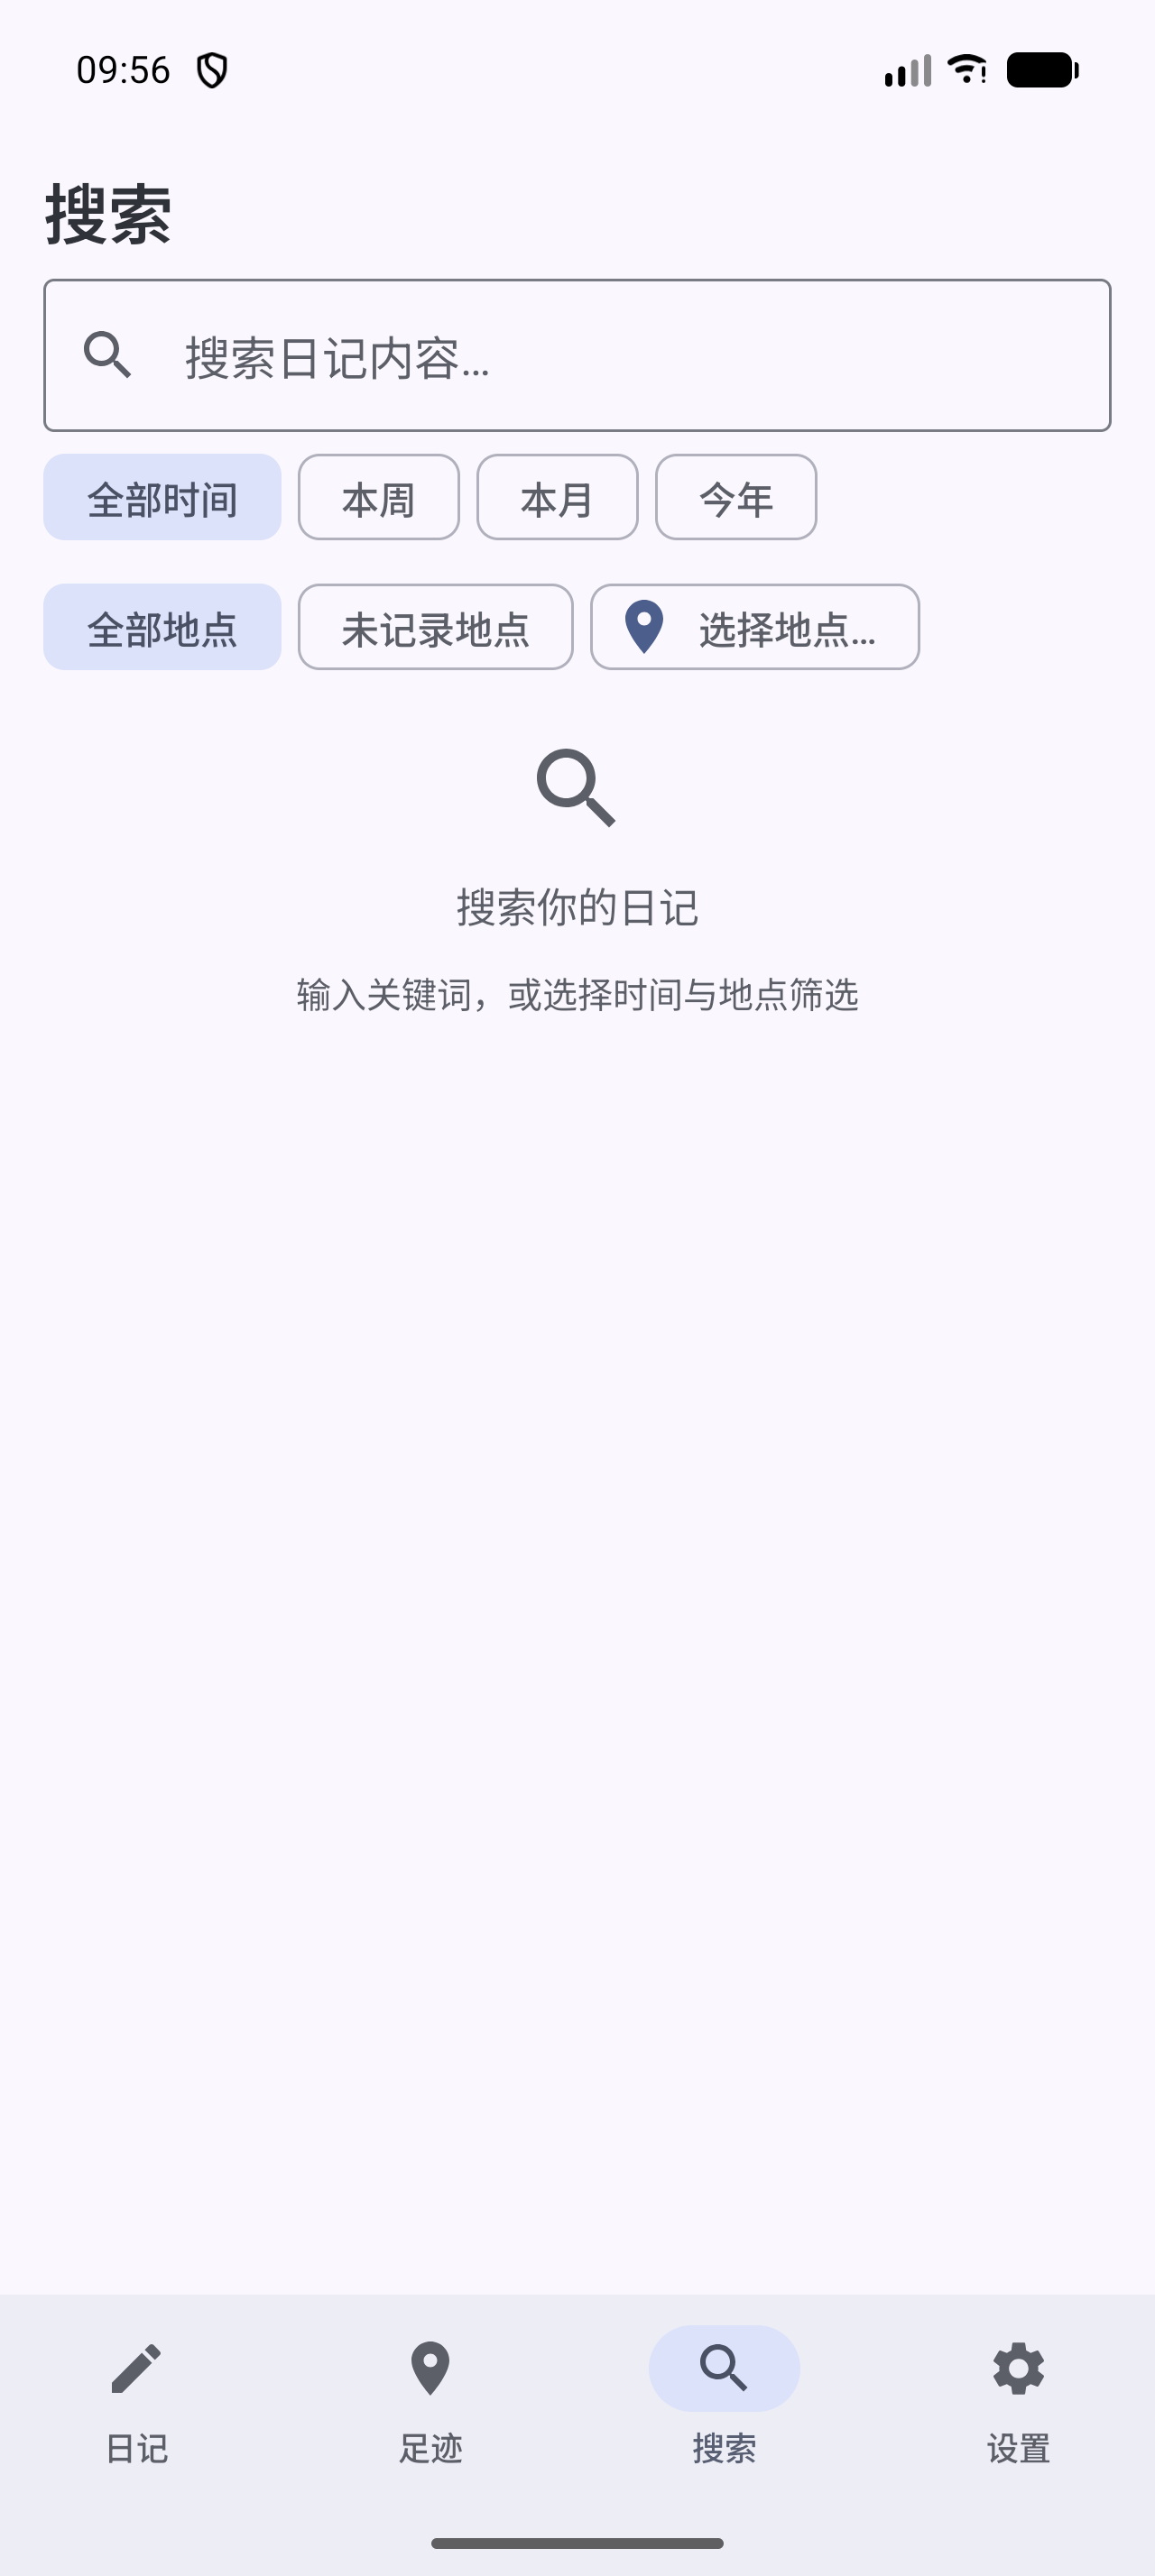 09:56
搜索
搜索日记内容...
全部时间 本周 本月 今年
全部地点 未记录地点 选择地点...
搜索你的日记
输入关键词，或选择时间与地点筛选
日记 足迹 搜索 设置